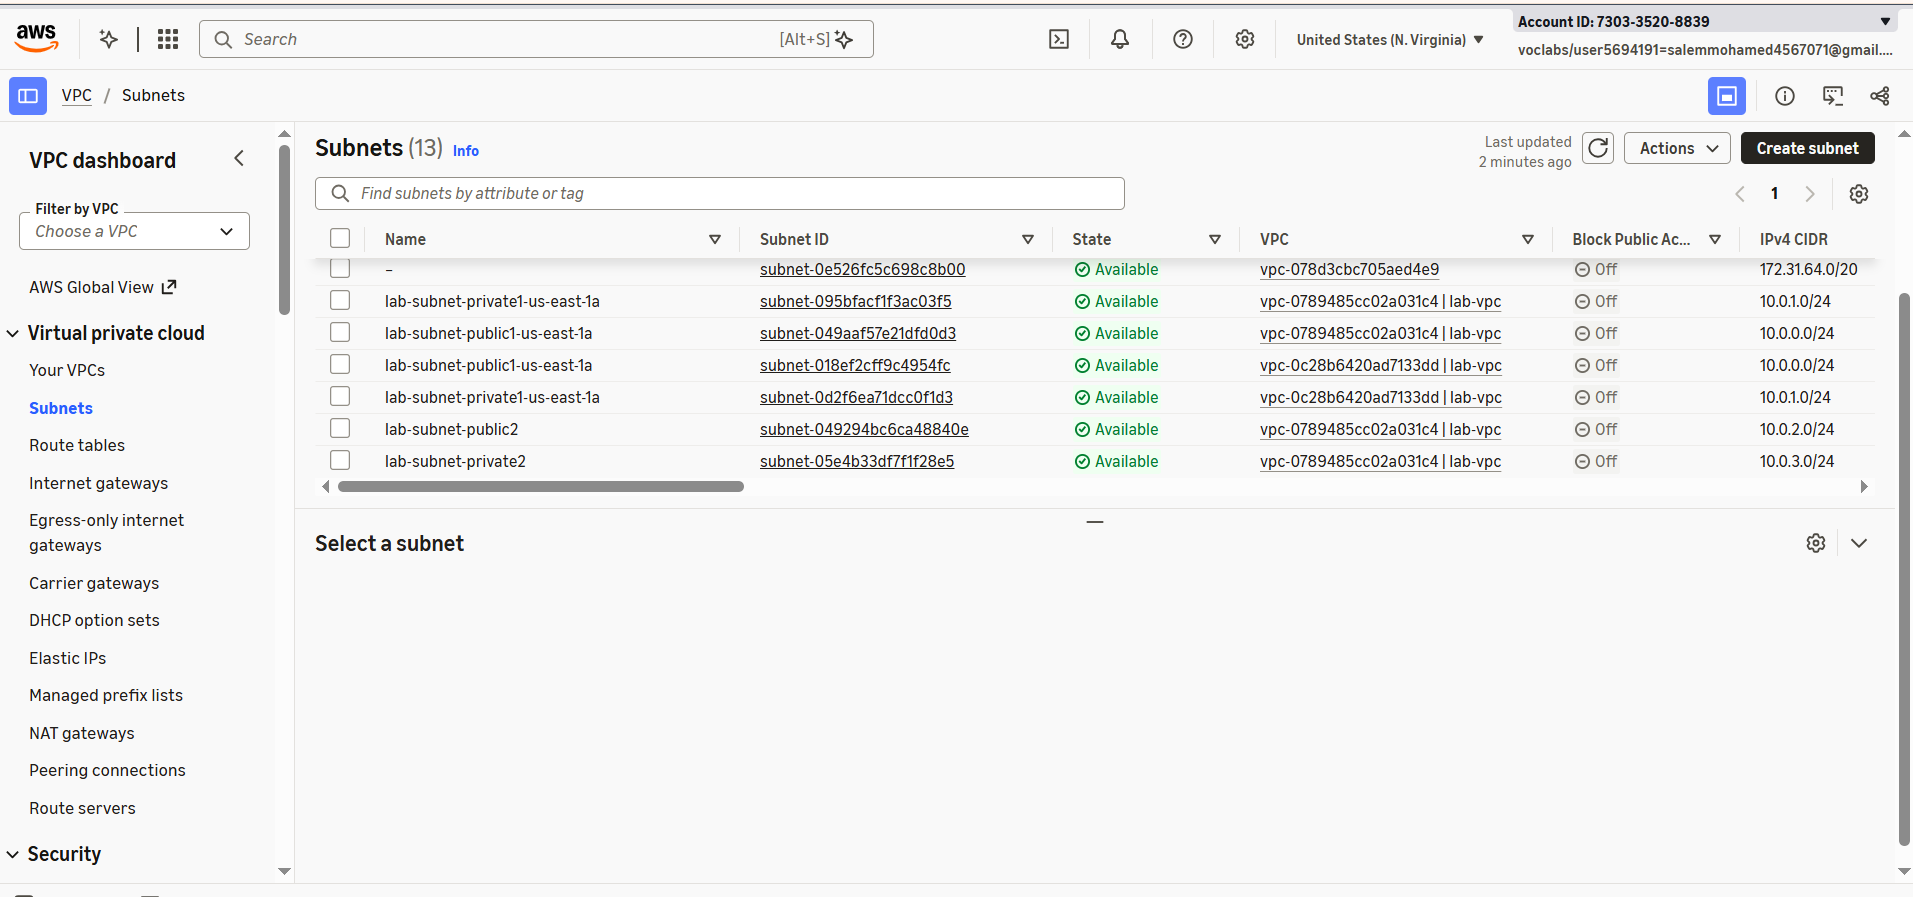 aws
Search [Alt+S]
United States (N. Virginia)
Account ID: 7303-3520-8839
voclabs/user5694191=salemmohamed4567071@gmail....
VPC / Subnets
VPC dashboard
Filter by VPC
Choose a VPC
AWS Global View
Virtual private cloud
Your VPCs
Subnets
Route tables
Internet gateways
Egress-only internet
gateways
Carrier gateways
DHCP option sets
Elastic IPs
Managed prefix lists
NAT gateways
Peering connections
Route servers
Security
Subnets (13) Info
Last updated
2 minutes ago
Actions
Create subnet
Find subnets by attribute or tag
1
Name Subnet ID State VPC Block Public Ac... IPv4 CIDR
– subnet-0e526fc5c698c8b00 Available vpc-078d3cbc705aed4e9 Off 172.31.64.0/20
lab-subnet-private1-us-east-1a subnet-095bfacf1f3ac03f5 Available vpc-0789485cc02a031c4 | lab-vpc Off 10.0.1.0/24
lab-subnet-public1-us-east-1a subnet-049aaf57e21dfd0d3 Available vpc-0789485cc02a031c4 | lab-vpc Off 10.0.0.0/24
lab-subnet-public1-us-east-1a subnet-018ef2cff9c4954fc Available vpc-0c28b6420ad7133dd | lab-vpc Off 10.0.0.0/24
lab-subnet-private1-us-east-1a subnet-0d2f6ea71dcc0f1d3 Available vpc-0c28b6420ad7133dd | lab-vpc Off 10.0.1.0/24
lab-subnet-public2 subnet-049294bc6ca48840e Available vpc-0789485cc02a031c4 | lab-vpc Off 10.0.2.0/24
lab-subnet-private2 subnet-05e4b33df7f1f28e5 Available vpc-0789485cc02a031c4 | lab-vpc Off 10.0.3.0/24
Select a subnet